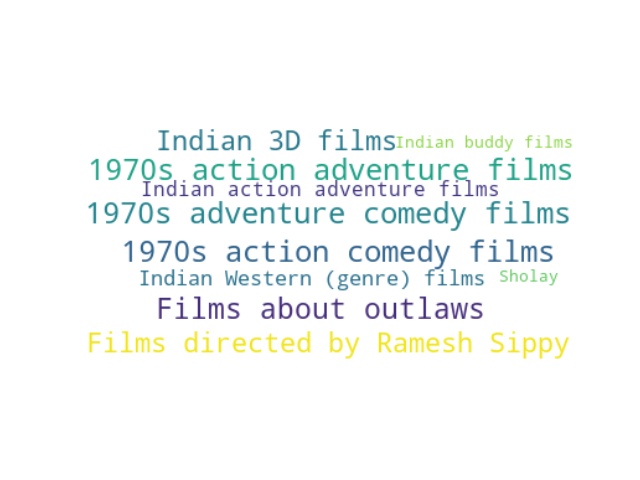 Indian 3D films Indian buddy films
1970s action adventure films
Indian action adventure films
1970s adventure comedy films
1970s action comedy films
Indian Western (genre) films Sholay
Films about outlaws
Films directed by Ramesh Sippy